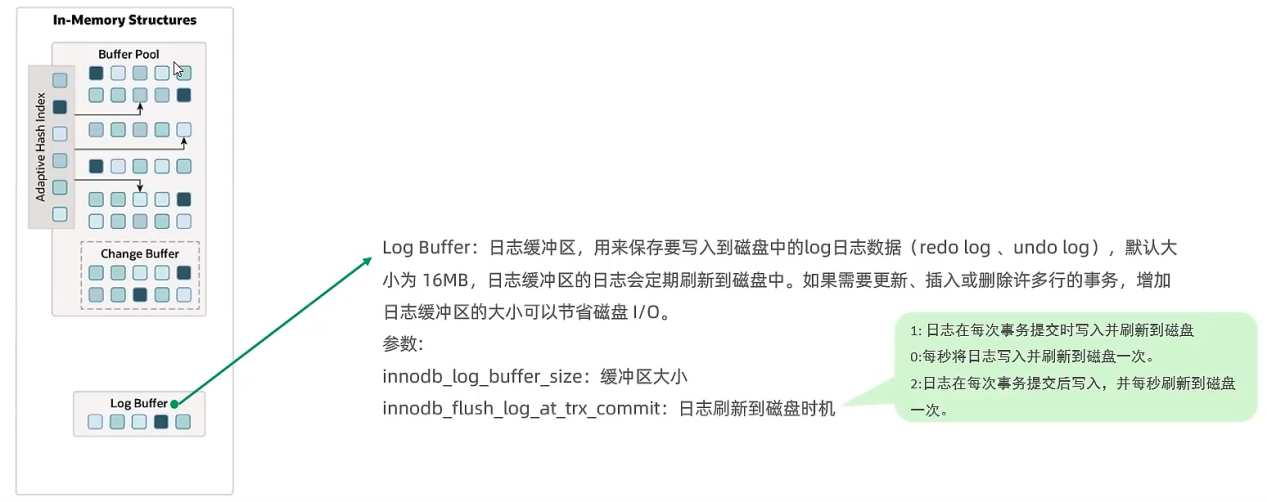 In-Memory Structures
Buffer Pool
Adaptive Hash Index
Change Buffer
Log Buffer
Log Buffer：日志缓冲区，用来保存要写入到磁盘中的log日志数据（redo log 、undo log），默认大
小为 16MB，日志缓冲区的日志会定期刷新到磁盘中。如果需要更新、插入或删除许多行的事务，增加
日志缓冲区的大小可以节省磁盘 I/O。
参数：
innodb_log_buffer_size：缓冲区大小
innodb_flush_log_at_trx_commit：日志刷新到磁盘时机
1: 日志在每次事务提交时写入并刷新到磁盘
0:每秒将日志写入并刷新到磁盘一次。
2:日志在每次事务提交后写入，并每秒刷新到磁盘
一次。